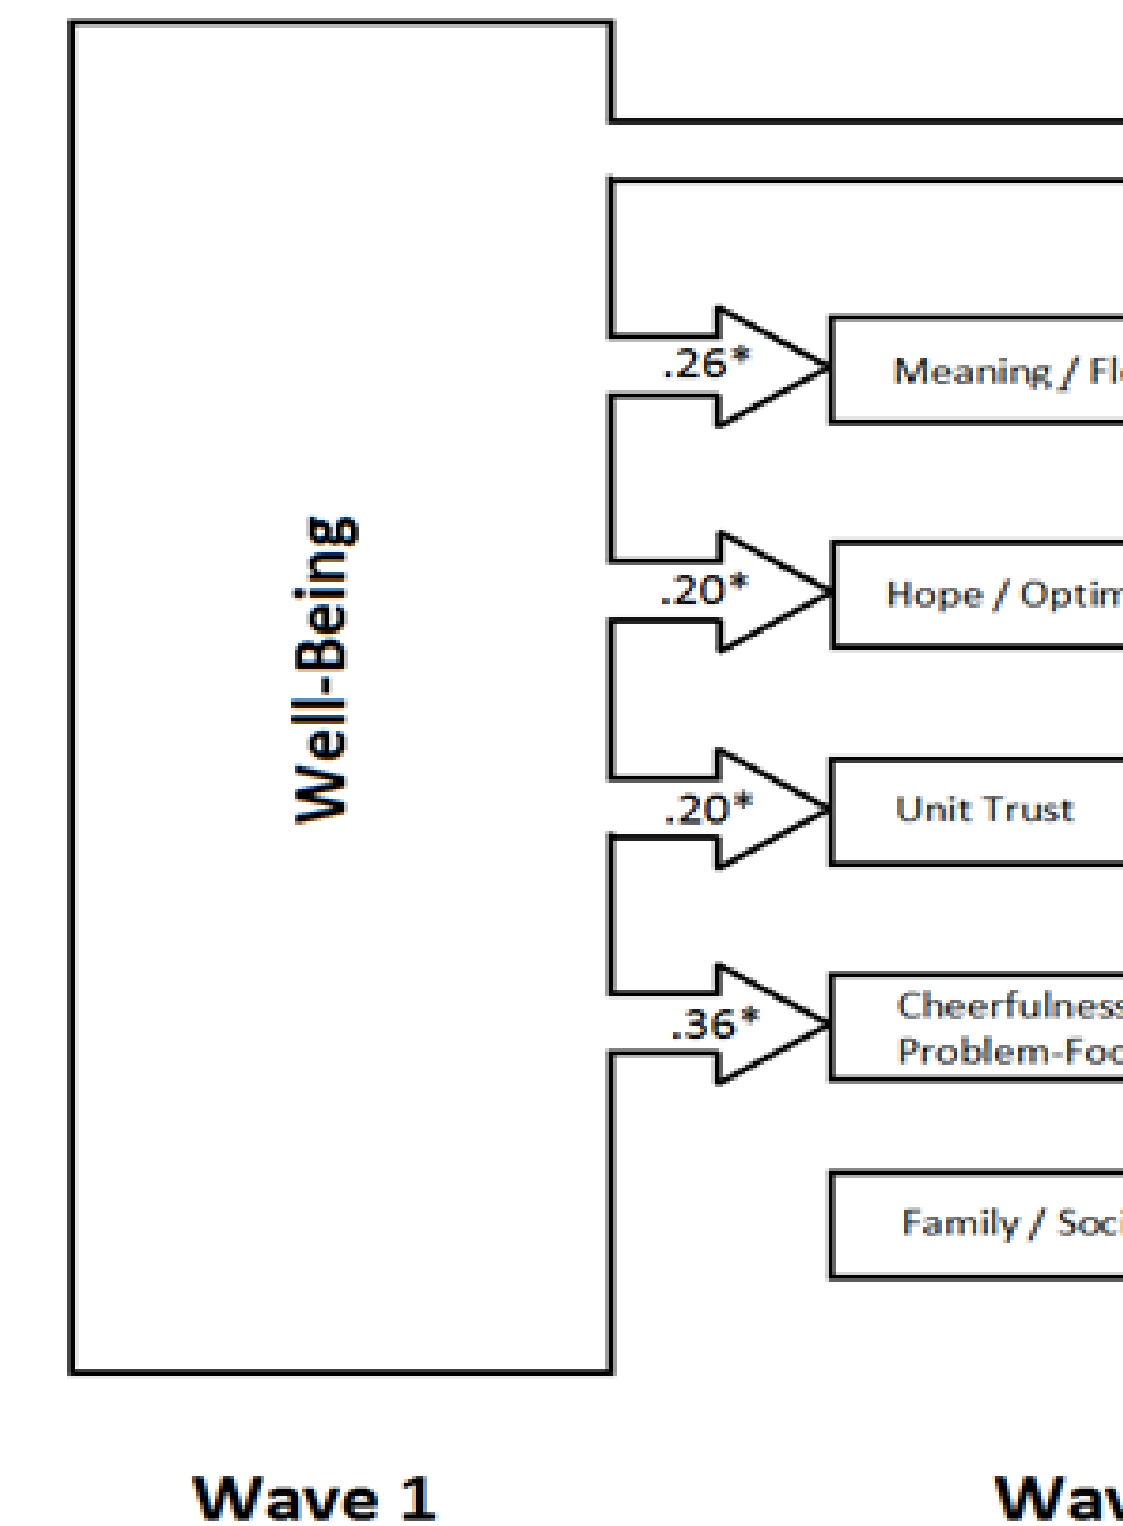 .26*
Meaning / Fl
Well-Being
.20*
Hope / Optim
.20*
Unit Trust
.36*
Cheerfulness
Problem-Foc
Family / Soci
Wave 1
Wav